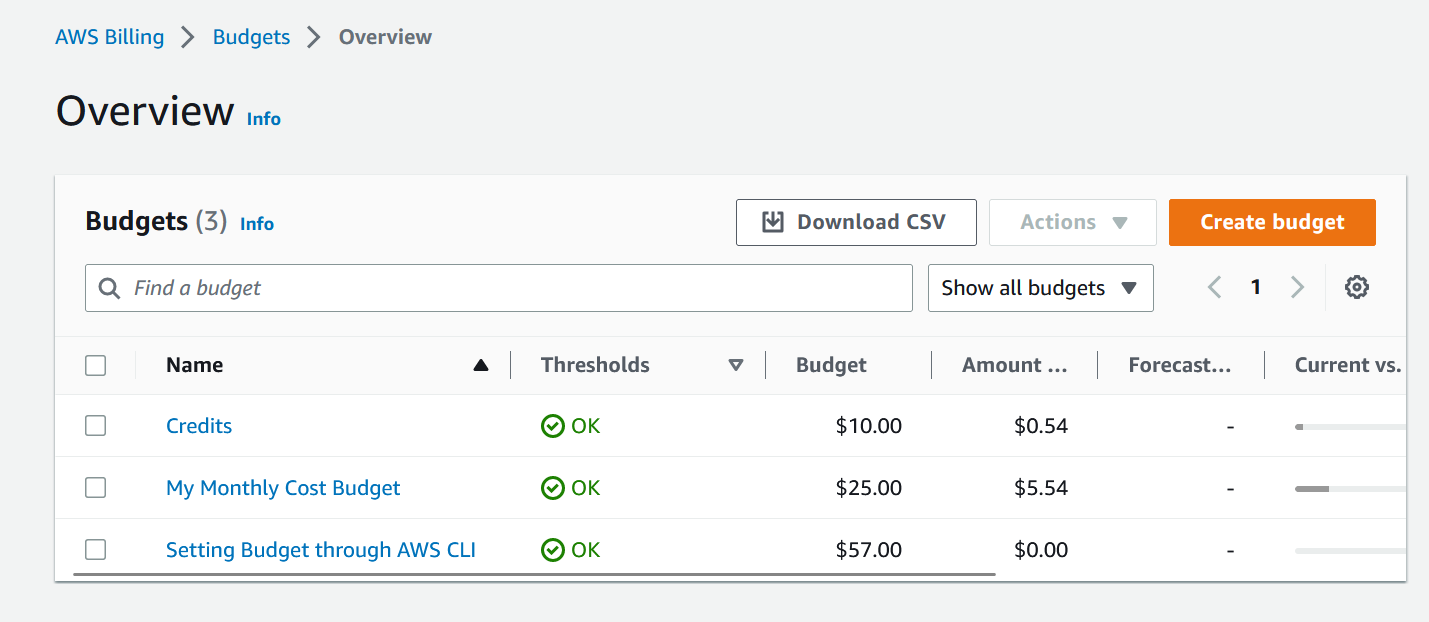 AWS Billing > Budgets > Overview
Overview Info
Budgets (3) Info Download CSV Actions Create budget
Find a budget Show all budgets 1
Name Thresholds Budget Amount ... Forecast... Current vs.
Credits OK $10.00 $0.54 -
My Monthly Cost Budget OK $25.00 $5.54 -
Setting Budget through AWS CLI OK $57.00 $0.00 -